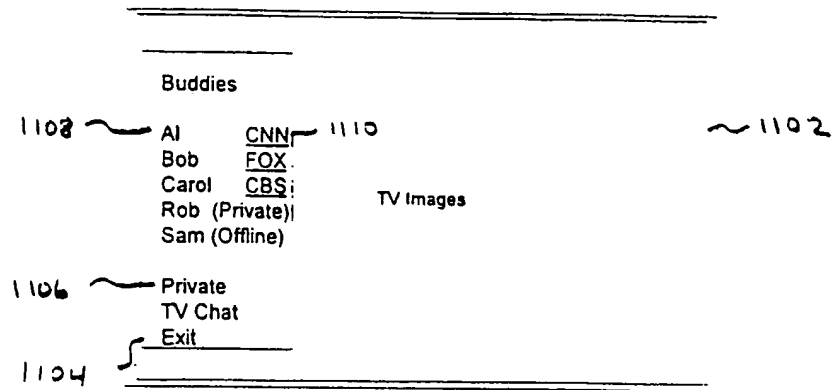 Buddies
1108 Al CNN 1110 1102
Bob FOX
Carol CBS
TV Images
Rob (Private)
Sam (Offline)
1106 Private
TV Chat
Exit
1104